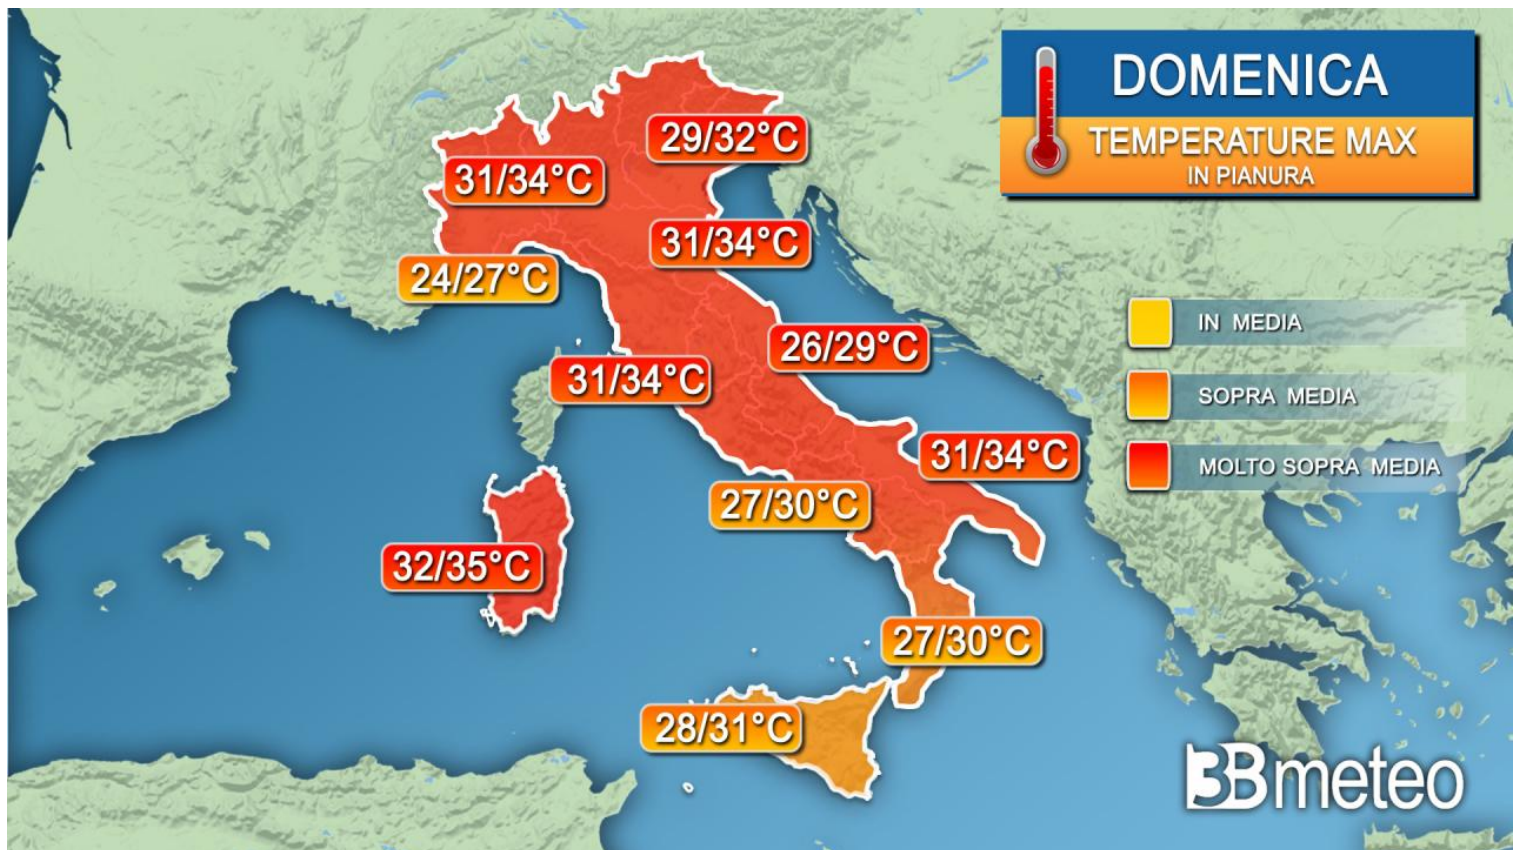 DOMENICA
TEMPERATURE MAX
IN PIANURA
29/32°C
31/34°C
31/34°C
24/27°C
26/29°C
31/34°C
31/34°C
27/30°C
32/35°C
27/30°C
28/31°C
IN MEDIA
SOPRA MEDIA
MOLTO SOPRA MEDIA
3Bmeteo